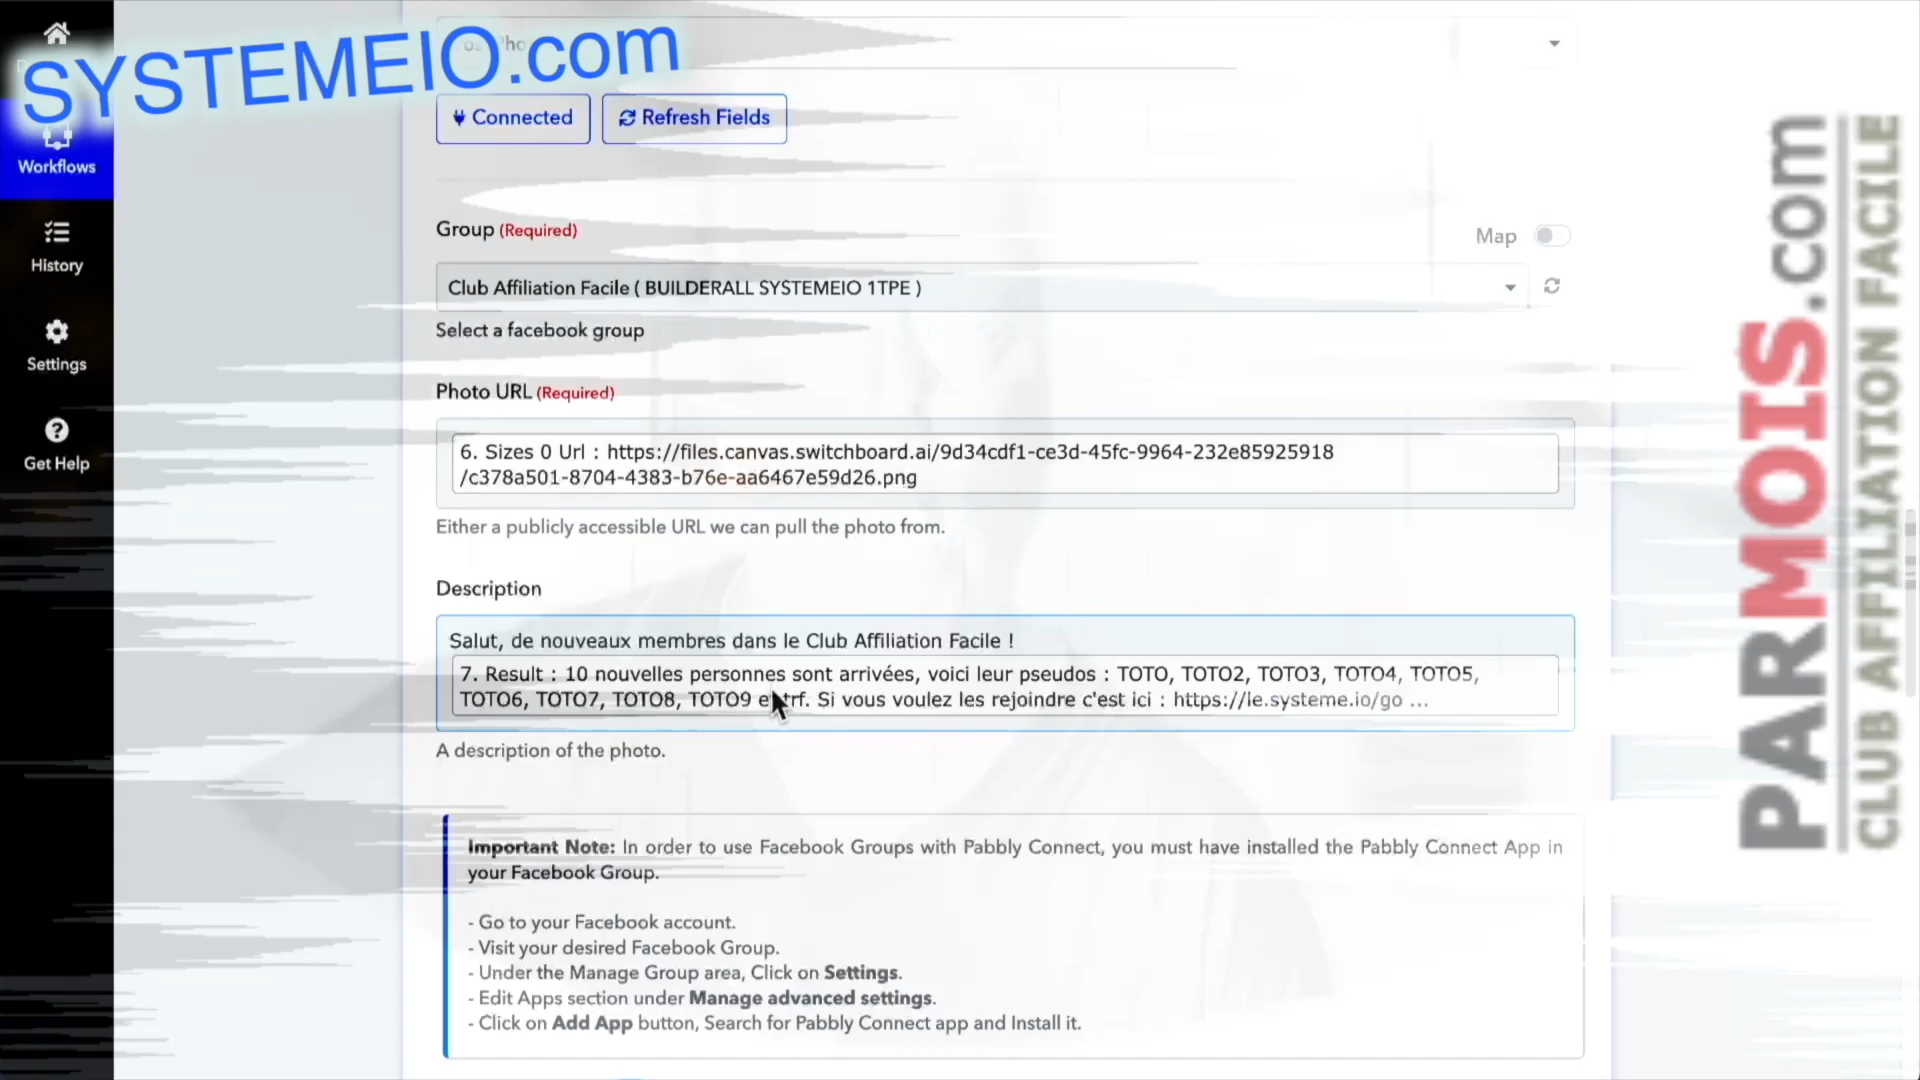 SYSTEMEIO.com
Workflows
History
Settings
Get Help
Connected
Refresh Fields
Group (Required)
Map
Club Affiliation Facile ( BUILDERALL SYSTEMEIO 1TPE )
Select a facebook group
Photo URL (Required)
6. Sizes 0 Url : https://files.canvas.switchboard.ai/9d34cdf1-ce3d-45fc-9964-232e85925918
/c378a501-8704-4383-b76e-aa6467e59d26.png
Either a publicly accessible URL we can pull the photo from.
Description
Salut, de nouveaux membres dans le Club Affiliation Facile !
7. Result : 10 nouvelles personnes sont arrivées, voici leur pseudos : TOTO, TOTO2, TOTO3, TOTO4, TOTO5,
TOTO6, TOTO7, TOTO8, TOTO9 Si vous voulez les rejoindre c'est ici : https://ie.systeme.io/go ...
A description of the photo.
Important Note: In order to use Facebook Groups with Pabbly Connect, you must have installed the Pabbly Connect App in
your Facebook Group.
- Go to your Facebook account.
- Visit your desired Facebook Group.
- Under the Manage Group area, Click on Settings.
- Edit Apps section under Manage advanced settings.
- Click on Add App button, Search for Pabbly Connect app and Install it.
PARMOIS.com
CLUB AFFILIATION FACILE